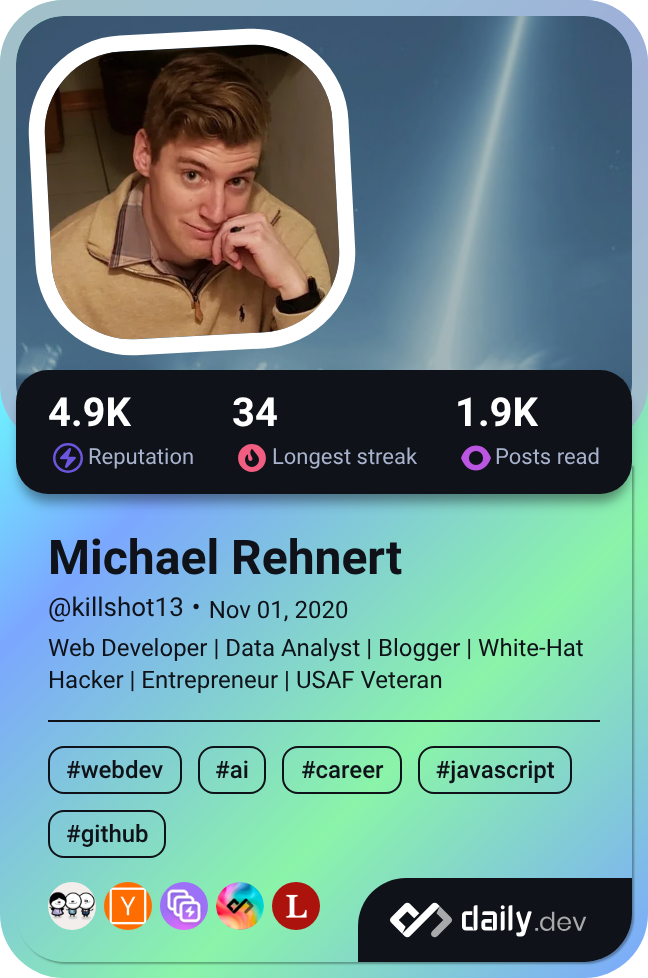 4.9K 34 1.9K
Reputation Longest streak Posts read
Michael Rehnert
@killshot13 • Nov 01, 2020
Web Developer | Data Analyst | Blogger | White-Hat
Hacker | Entrepreneur | USAF Veteran
#webdev #ai #career #javascript
#github
Y L
daily.dev